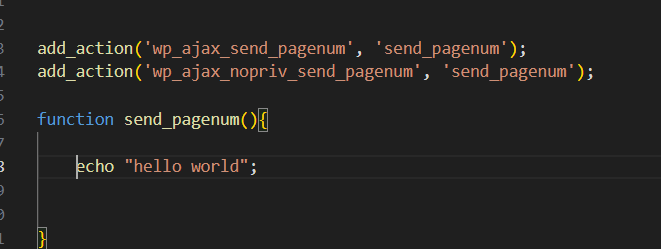 add_action('wp_ajax_send_pagenum', 'send_pagenum');
add_action('wp_ajax_nopriv_send_pagenum', 'send_pagenum');
function send_pagenum(){
echo "hello world";
}